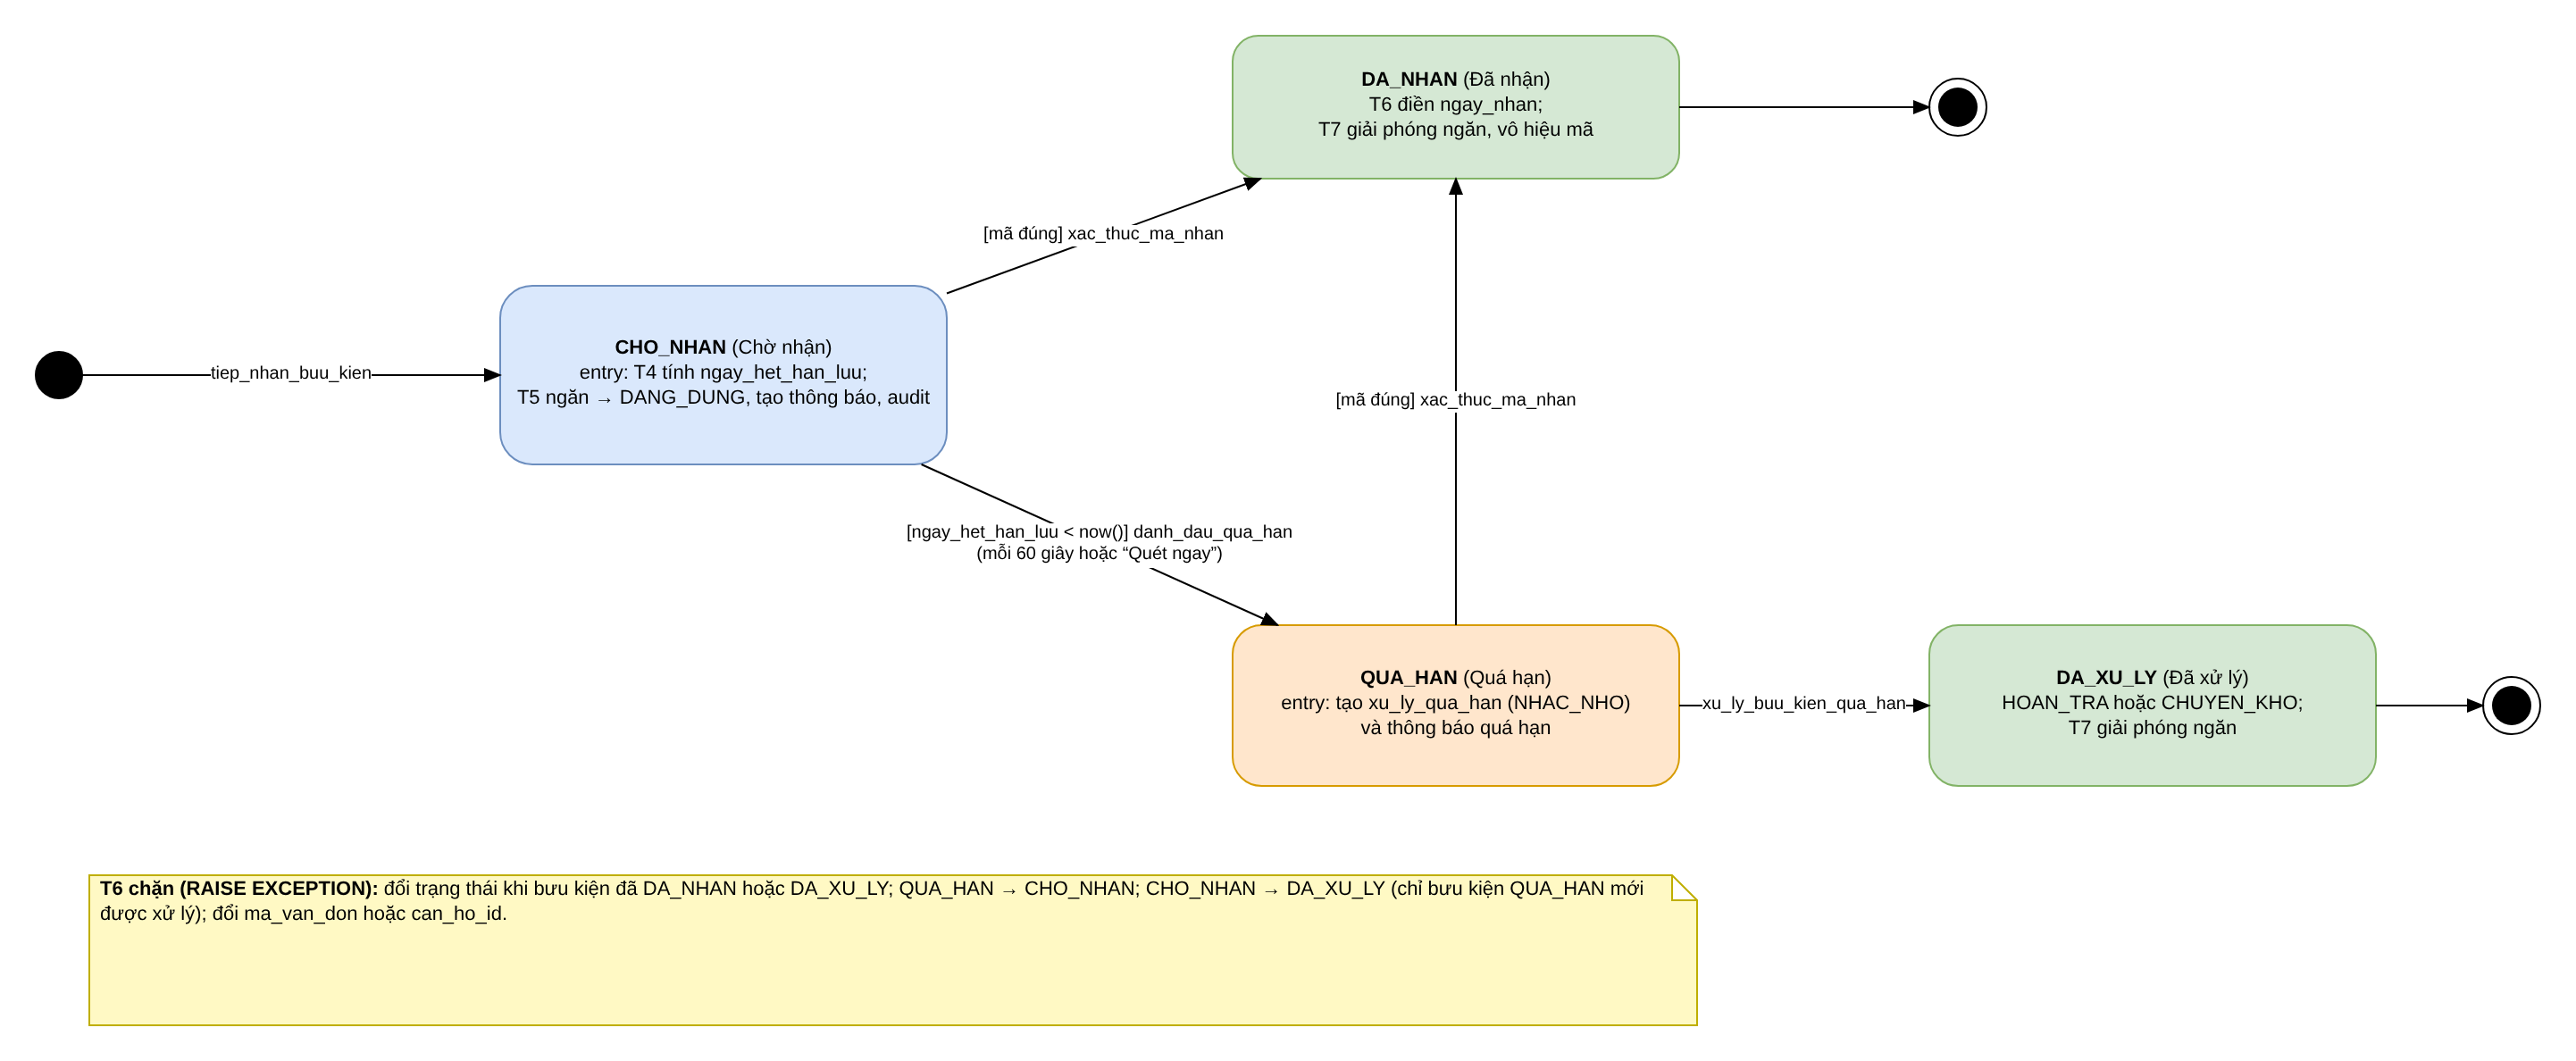 DA_NHAN (Đã nhận)
T6 điền ngay_nhan;
T7 giải phóng ngăn, vô hiệu mã
[mã đúng] xac_thuc_ma_nhan
CHO_NHAN (Chờ nhận)
entry: T4 tính ngay_het_han_luu;
T5 ngăn → DANG_DUNG, tạo thông báo, audit
tiep_nhan_buu_kien
[mã đúng] xac_thuc_ma_nhan
[ngay_het_han_luu < now()] danh_dau_qua_han
(mỗi 60 giây hoặc “Quét ngay”)
QUA_HAN (Quá hạn)
entry: tạo xu_ly_qua_han (NHAC_NHO)
và thông báo quá hạn
xu_ly_buu_kien_qua_han
DA_XU_LY (Đã xử lý)
HOAN_TRA hoặc CHUYEN_KHO;
T7 giải phóng ngăn
T6 chặn (RAISE EXCEPTION): đổi trạng thái khi bưu kiện đã DA_NHAN hoặc DA_XU_LY; QUA_HAN → CHO_NHAN; CHO_NHAN → DA_XU_LY (chỉ bưu kiện QUA_HAN mới
được xử lý); đổi ma_van_don hoặc can_ho_id.